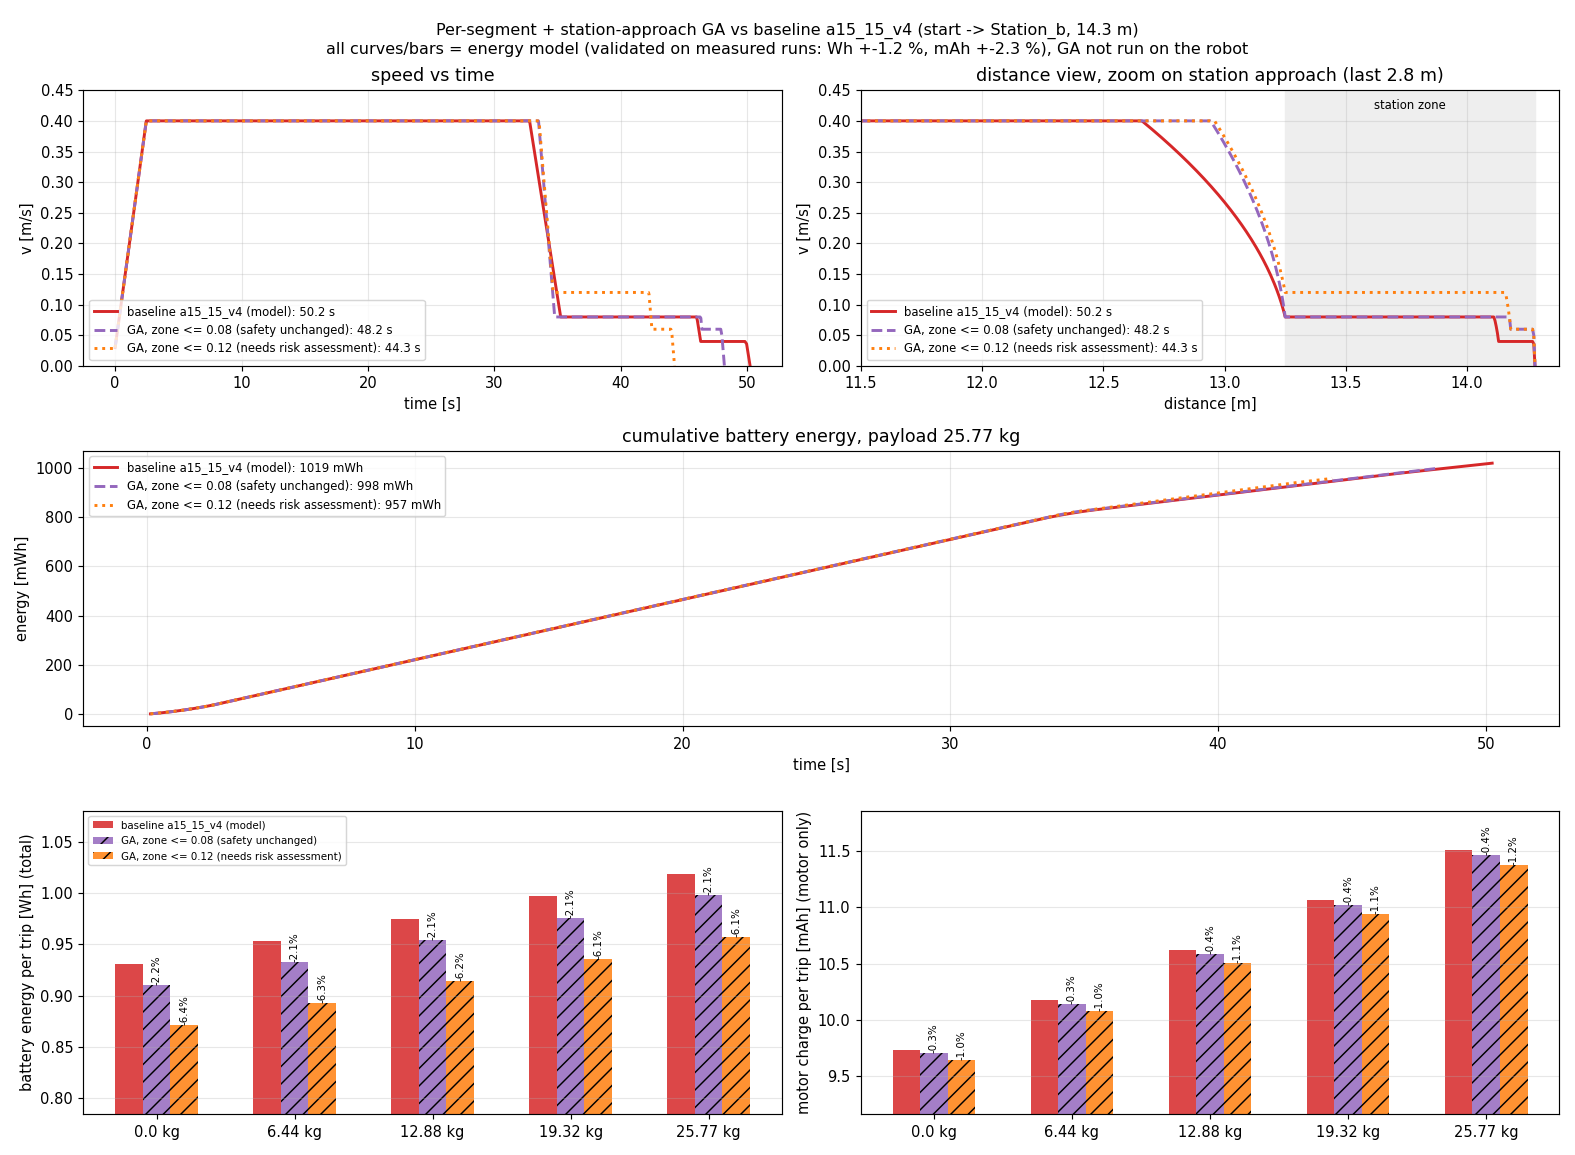 Per-segment + station-approach GA vs baseline a15_15_v4 (start -> Station_b, 14.3 m)
all curves/bars = energy model (validated on measured runs: Wh +-1.2 %, mAh +-2.3 %), GA not run on the robot
speed vs time
0.45
0.40
0.35
0.30
0.25
0.20
0.15
0.10
0.05
0.00
v [m/s]
baseline a15_15_v4 (model): 50.2 s
GA, zone <= 0.08 (safety unchanged): 48.2 s
GA, zone <= 0.12 (needs risk assessment): 44.3 s
0 10 20 30 40 50
time [s]
distance view, zoom on station approach (last 2.8 m)
station zone
0.45
0.40
0.35
0.30
0.25
0.20
0.15
0.10
0.05
0.00
v [m/s]
baseline a15_15_v4 (model): 50.2 s
GA, zone <= 0.08 (safety unchanged): 48.2 s
GA, zone <= 0.12 (needs risk assessment): 44.3 s
11.5 12.0 12.5 13.0 13.5 14.0
distance [m]
cumulative battery energy, payload 25.77 kg
baseline a15_15_v4 (model): 1019 mWh
GA, zone <= 0.08 (safety unchanged): 998 mWh
GA, zone <= 0.12 (needs risk assessment): 957 mWh
1000
800
600
400
200
0
energy [mWh]
0 10 20 30 40 50
time [s]
baseline a15_15_v4 (model)
GA, zone <= 0.08 (safety unchanged)
GA, zone <= 0.12 (needs risk assessment)
1.05
1.00
0.95
0.90
0.85
0.80
battery energy per trip [Wh] (total)
-2.2%
-6.4%
-2.1%
-6.3%
-2.1%
-6.2%
-2.1%
-6.1%
-2.1%
-6.1%
0.0 kg 6.44 kg 12.88 kg 19.32 kg 25.77 kg
11.5
11.0
10.5
10.0
9.5
motor charge per trip [mAh] (motor only)
-0.3%
-1.0%
-0.3%
-1.0%
-0.4%
-1.1%
-0.4%
-1.1%
-0.4%
-1.2%
0.0 kg 6.44 kg 12.88 kg 19.32 kg 25.77 kg